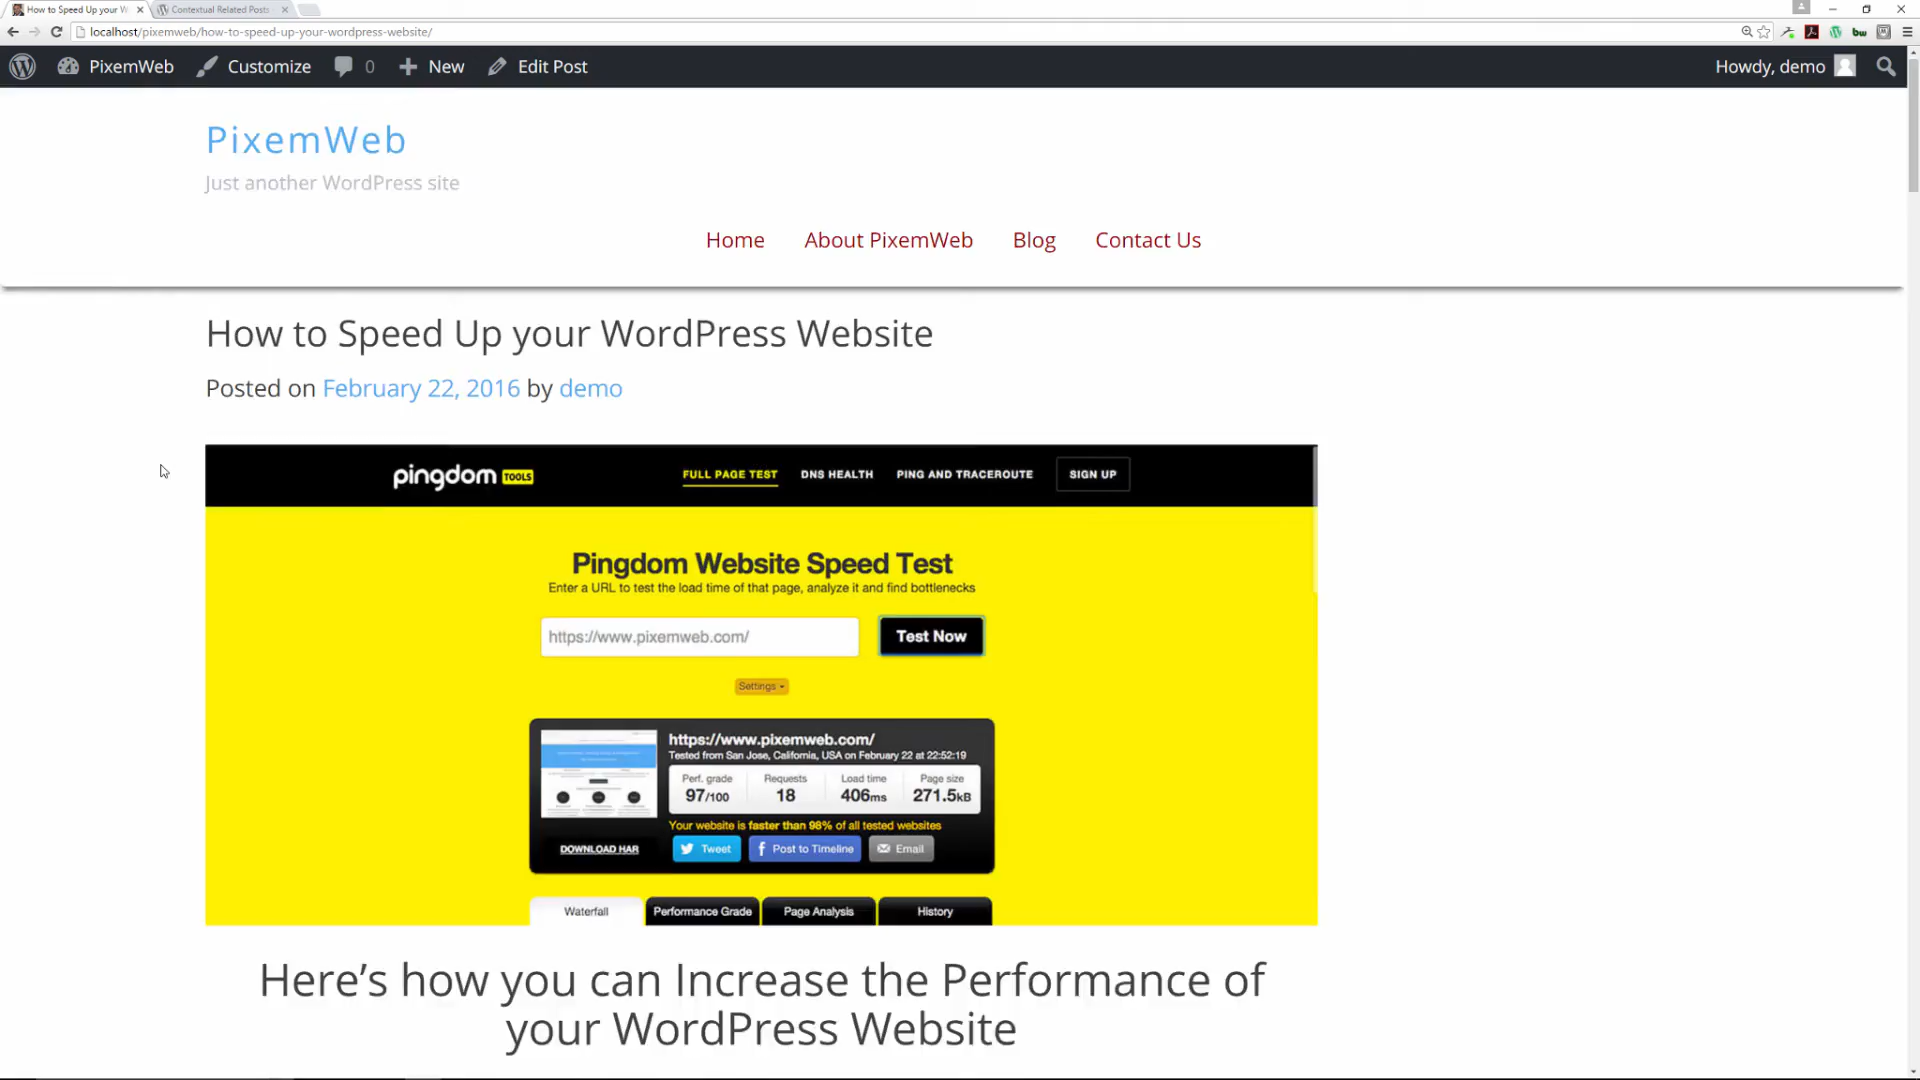 How to Speed Up your W
Contextual Related Posts
localhost/pixemweb/how-to-speed-up-your-wordpress-website/
bw
PixemWeb
Customize
0
New
Edit Post
Howdy, demo
PixemWeb
Just another WordPress site
Home
About PixemWeb
Blog
Contact Us
How to Speed Up your WordPress Website
Posted on February 22, 2016 by demo
pingdom TOOLS
FULL PAGE TEST
DNS HEALTH
PING AND TRACEROUTE
SIGN UP
Pingdom Website Speed Test
Enter a URL to test the load time of that page, analyze it and find bottlenecks
https://www.pixemweb.com/
Test Now
Settings
https://www.pixemweb.com/
Tested from San Jose, California, USA on February 22 at 22:52:19
Perf. grade
Requests
Load time
Page size
97/100
18
406ms
271.5kB
Your website is faster than 98% of all tested websites
DOWNLOAD HAR
Tweet
Post to Timeline
Email
Waterfall
Performance Grade
Page Analysis
History
Here's how you can Increase the Performance of
your WordPress Website